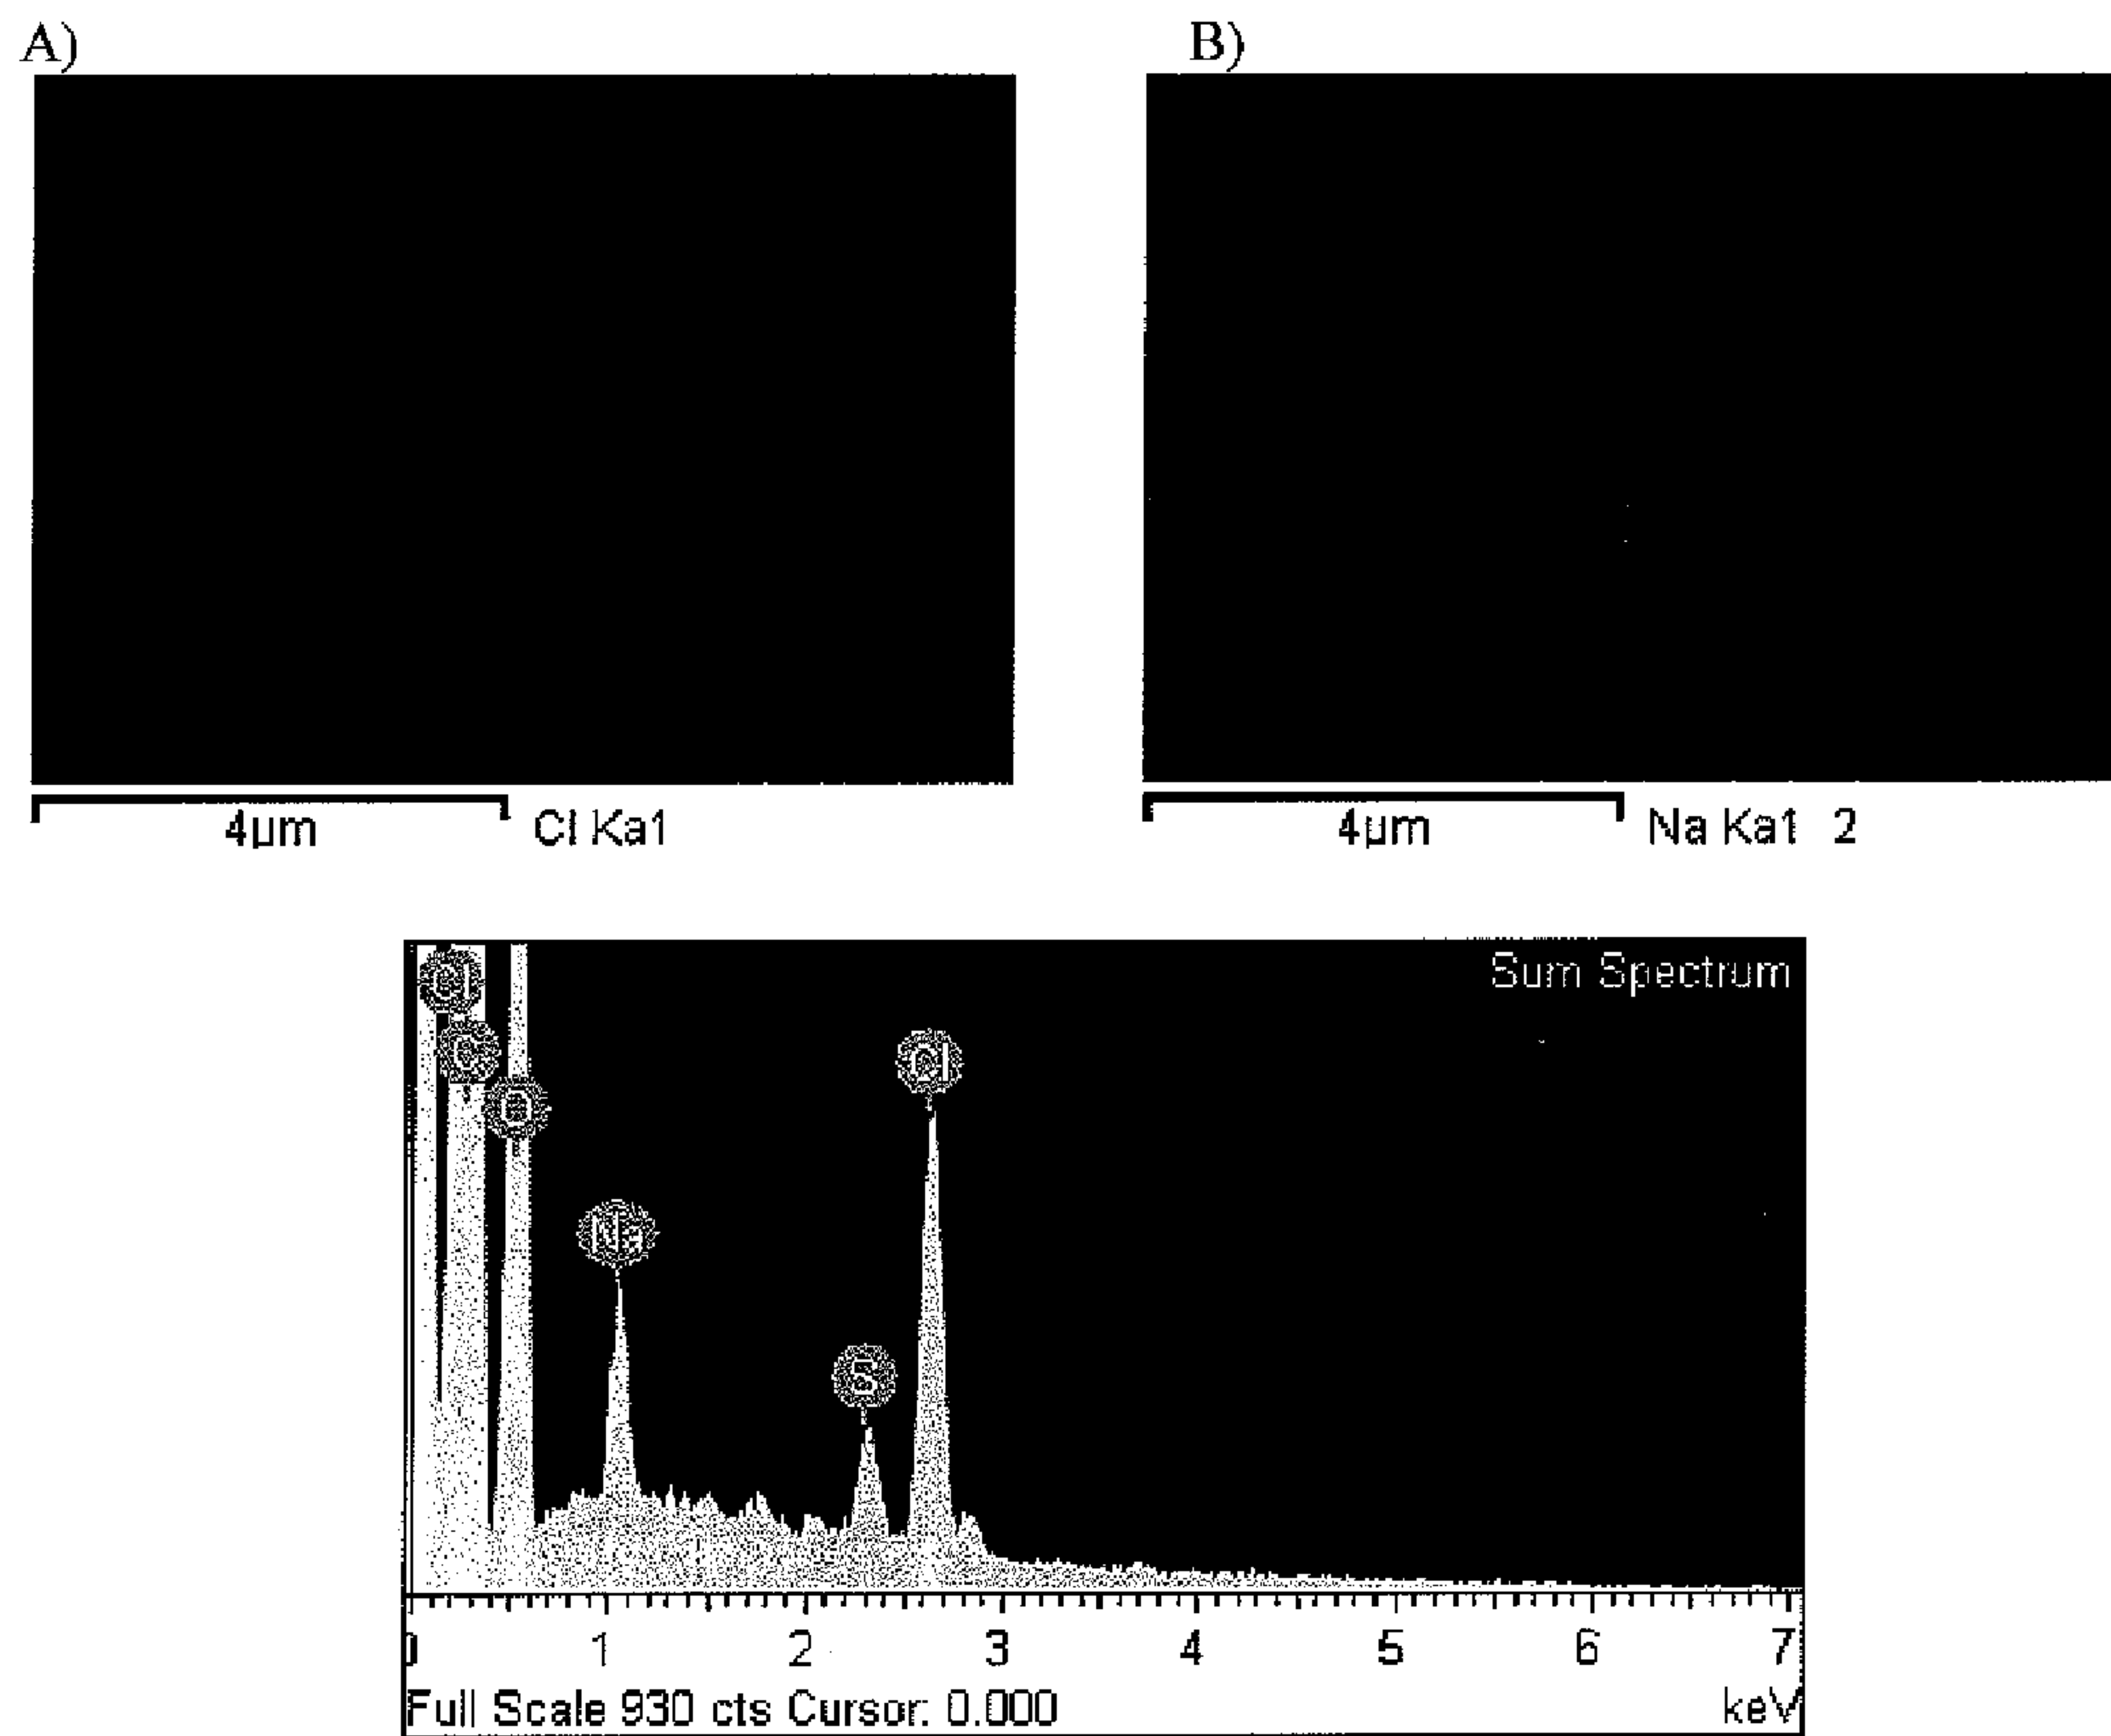 A)
B)
4µm Cl Ka1
4µm Na Ka1_2
Sum Spectrum
Cl
C
O
Cl
Na
S
0 1 2 3 4 5 6 7
Full Scale 930 cts Cursor: 0.000 keV